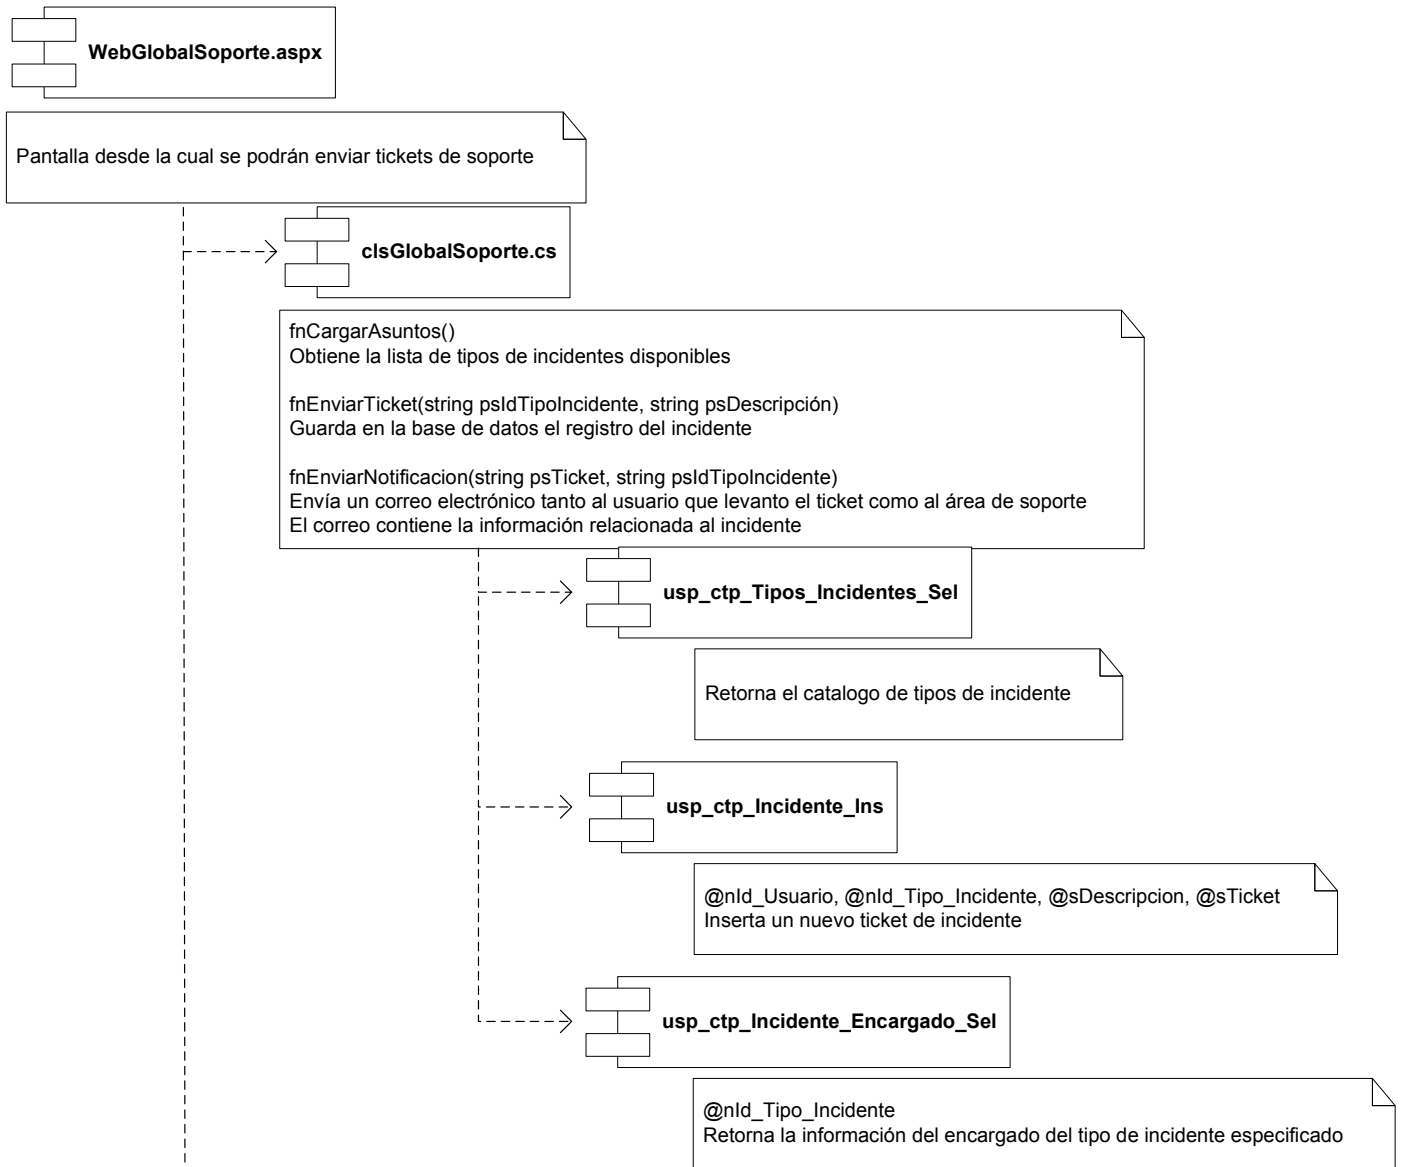 WebGlobalSoporte.aspx
Pantalla desde la cual se podrán enviar tickets de soporte
clsGlobalSoporte.cs
fnCargarAsuntos()
Obtiene la lista de tipos de incidentes disponibles
fnEnviarTicket(string psIdTipoIncidente, string psDescripción)
Guarda en la base de datos el registro del incidente
fnEnviarNotificacion(string psTicket, string psIdTipoIncidente)
Envía un correo electrónico tanto al usuario que levanto el ticket como al área de soporte
El correo contiene la información relacionada al incidente
usp_ctp_Tipos_Incidentes_Sel
Retorna el catalogo de tipos de incidente
usp_ctp_Incidente_Ins
@nId_Usuario, @nId_Tipo_Incidente, @sDescripcion, @sTicket
Inserta un nuevo ticket de incidente
usp_ctp_Incidente_Encargado_Sel
@nId_Tipo_Incidente
Retorna la información del encargado del tipo de incidente especificado